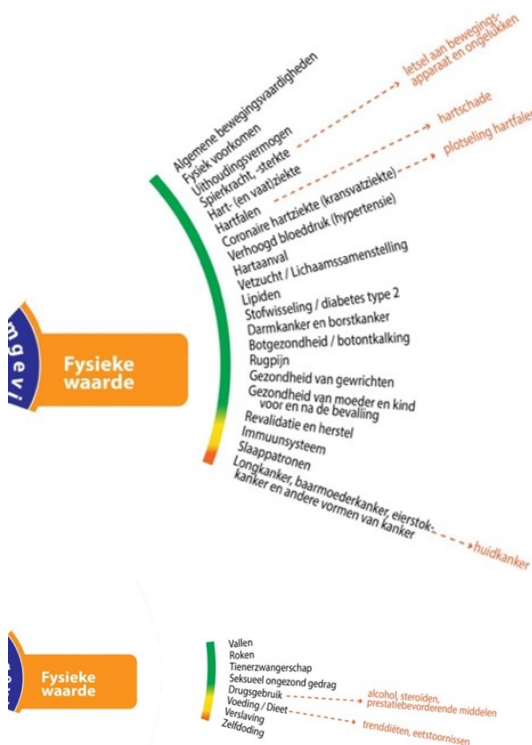 Algemene bewegingsvaardigheden
Fysiek voorkomen
Uithoudingsvermogen
Spierkracht, -sterkte
letsel aan bewegings-
apparaat en ongelukken
Hart- (en vaat)ziekte
Hartfalen
hartschade
Coronaire hartziekte (kransvatziekte)
plotseling hartfalen
Verhoogd bloeddruk (hypertensie)
Hartaanval
Vetzucht / Lichaamssamenstelling
Lipiden
Stofwisseling / diabetes type 2
Darmkanker en borstkanker
Botgezondheid / botontkalking
Rugpijn
Gezondheid van gewrichten
Gezondheid van moeder en kind
voor en na de bevalling
Revalidatie en herstel
Immuunsysteem
Slaappatronen
Longkanker, baarmoederkanker, eierstok-
kanker en andere vormen van kanker
huidkanker
mgevi
Fysieke
waarde
Vallen
Roken
Tienerzwangerschap
Seksueel ongezond gedrag
Drugsgebruik
alcohol, steroïden,
prestatiebevorderende middelen
Voeding / Dieet
trenddiëten, eetstoornissen
Verslaving
Zelfdoding
Fysieke
waarde